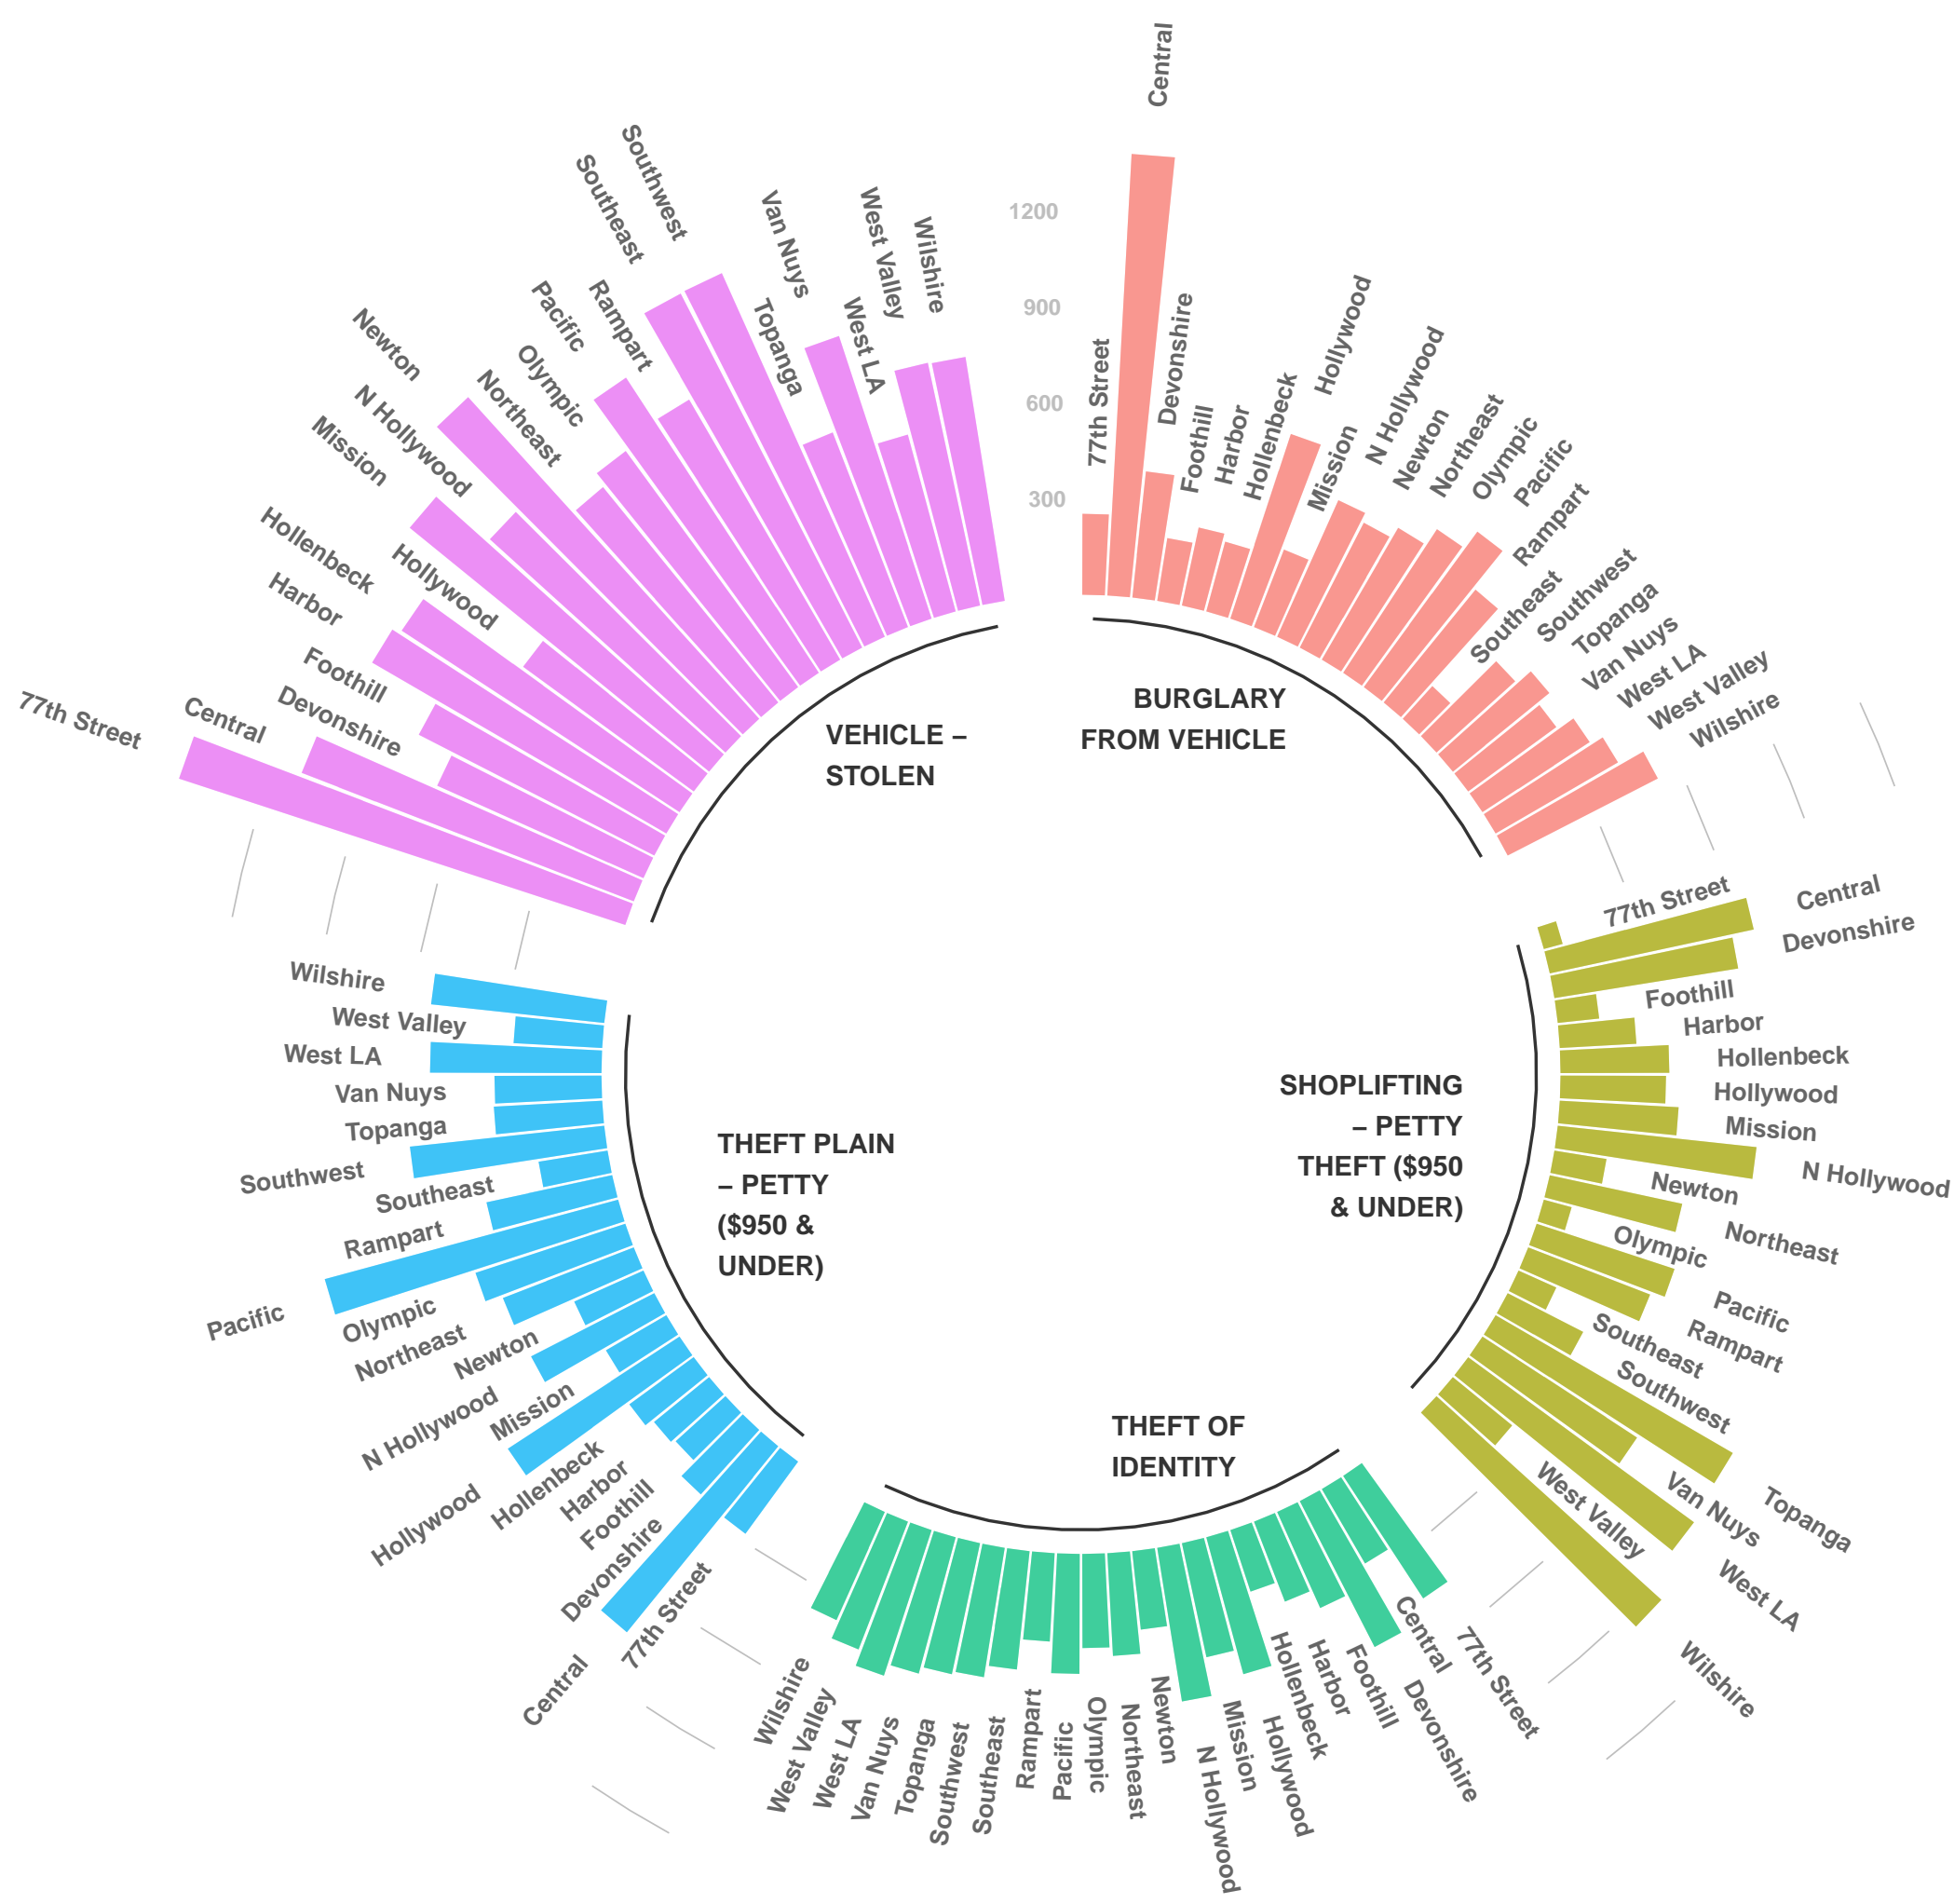 1200
900
600
300
BURGLARY
FROM VEHICLE
77th Street
Central
Devonshire
Foothill
Harbor
Hollenbeck
Hollywood
Mission
N Hollywood
Newton
Northeast
Olympic
Pacific
Rampart
Southeast
Southwest
Topanga
Van Nuys
West LA
West Valley
Wilshire
SHOPLIFTING
– PETTY
THEFT ($950
& UNDER)
77th Street
Central
Devonshire
Foothill
Harbor
Hollenbeck
Hollywood
Mission
N Hollywood
Newton
Northeast
Olympic
Pacific
Rampart
Southeast
Southwest
Topanga
Van Nuys
West LA
West Valley
Wilshire
THEFT OF
IDENTITY
77th Street
Central
Devonshire
Foothill
Harbor
Hollenbeck
Hollywood
Mission
N Hollywood
Newton
Northeast
Olympic
Pacific
Rampart
Southeast
Southwest
Topanga
Van Nuys
West LA
West Valley
Wilshire
THEFT PLAIN
– PETTY
($950 &
UNDER)
77th Street
Central
Devonshire
Foothill
Harbor
Hollenbeck
Hollywood
Mission
N Hollywood
Newton
Northeast
Olympic
Pacific
Rampart
Southeast
Southwest
Topanga
Van Nuys
West LA
West Valley
Wilshire
VEHICLE –
STOLEN
77th Street
Central
Devonshire
Foothill
Harbor
Hollenbeck
Hollywood
Mission
N Hollywood
Newton
Northeast
Olympic
Pacific
Rampart
Southeast
Southwest
Topanga
Van Nuys
West LA
West Valley
Wilshire